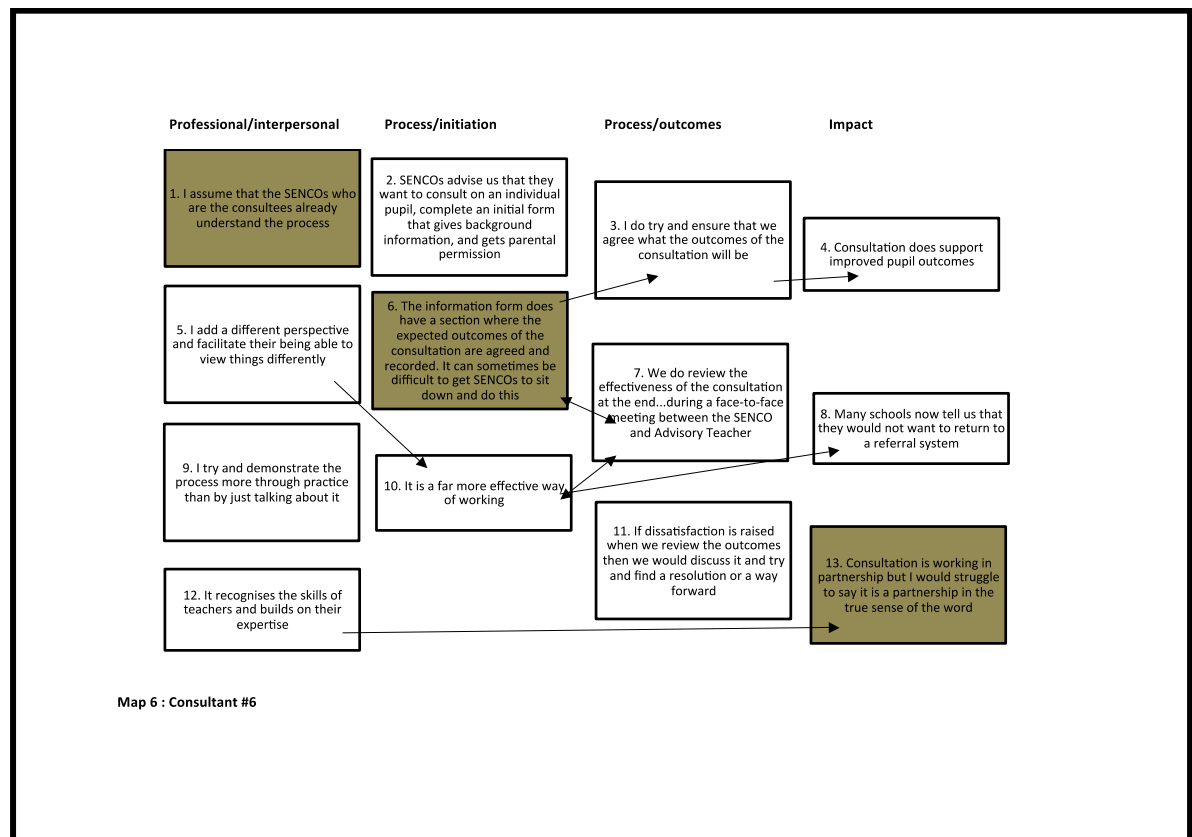 Professional/interpersonal
Process/initiation
Process/outcomes
Impact
1. I assume that the SENCOs who
are the consultees already
understand the process
2. SENCOs advise us that they
want to consult on an individual
pupil, complete an initial form
that gives background
information, and gets parental
permission
3. I do try and ensure that we
agree what the outcomes of the
consultation will be
4. Consultation does support
improved pupil outcomes
5. I add a different perspective
and facilitate their being able to
view things differently
6. The information form does
have a section where the
expected outcomes of the
consultation are agreed and
recorded. It can sometimes be
difficult to get SENCOs to sit
down and do this
7. We do review the
effectiveness of the consultation
at the end...during a face-to-face
meeting between the SENCO
and Advisory Teacher
8. Many schools now tell us that
they would not want to return to
a referral system
9. I try and demonstrate the
process more through practice
than by just talking about it
10. It is a far more effective way
of working
11. If dissatisfaction is raised
when we review the outcomes
then we would discuss it and try
and find a resolution or a way
forward
12. It recognises the skills of
teachers and builds on their
expertise
13. Consultation is working in
partnership but I would struggle
to say it is a partnership in the
true sense of the word
Map 6 : Consultant #6